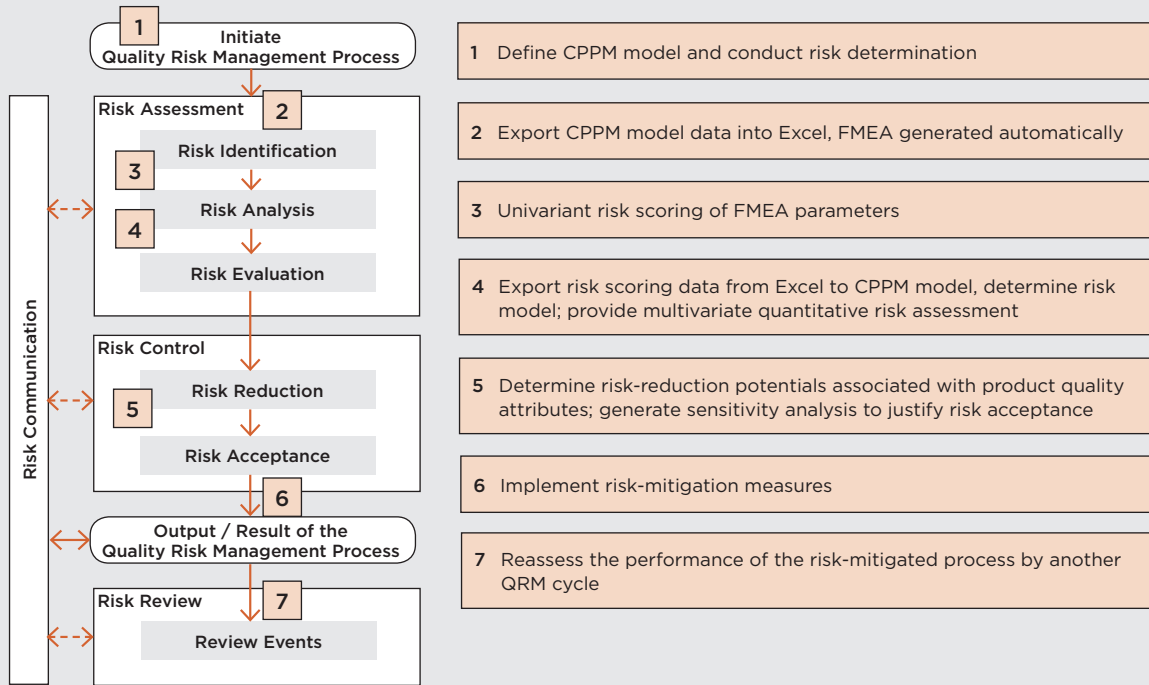 1
Initiate
Quality Risk Management Process
Risk Communication
Risk Assessment
2
Risk Identification
3
Risk Analysis
4
Risk Evaluation
Risk Control
Risk Reduction
5
Risk Acceptance
6
Output / Result of the
Quality Risk Management Process
Risk Review
7
Review Events
1 Define CPPM model and conduct risk determination
2 Export CPPM model data into Excel, FMEA generated automatically
3 Univariant risk scoring of FMEA parameters
4 Export risk scoring data from Excel to CPPM model, determine risk
model; provide multivariate quantitative risk assessment
5 Determine risk-reduction potentials associated with product quality
attributes; generate sensitivity analysis to justify risk acceptance
6 Implement risk-mitigation measures
7 Reassess the performance of the risk-mitigated process by another
QRM cycle